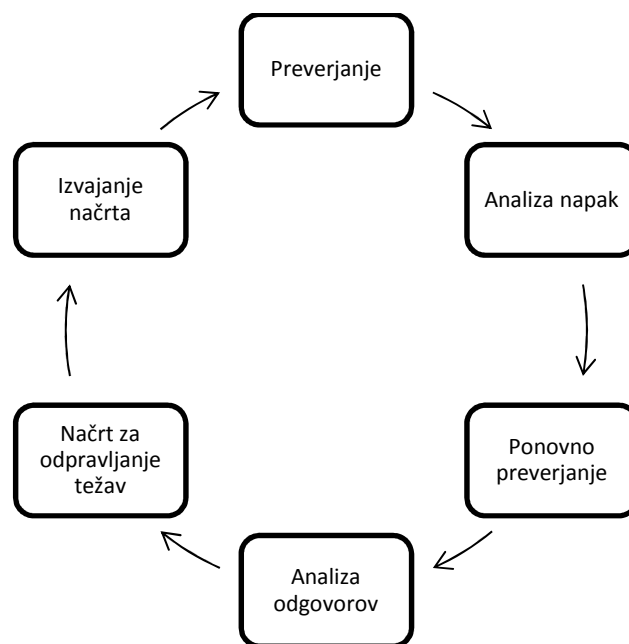 Preverjanje
Analiza napak
Ponovno
preverjanje
Analiza
odgovorov
Načrt za
odpravljanje
težav
Izvajanje
načrta